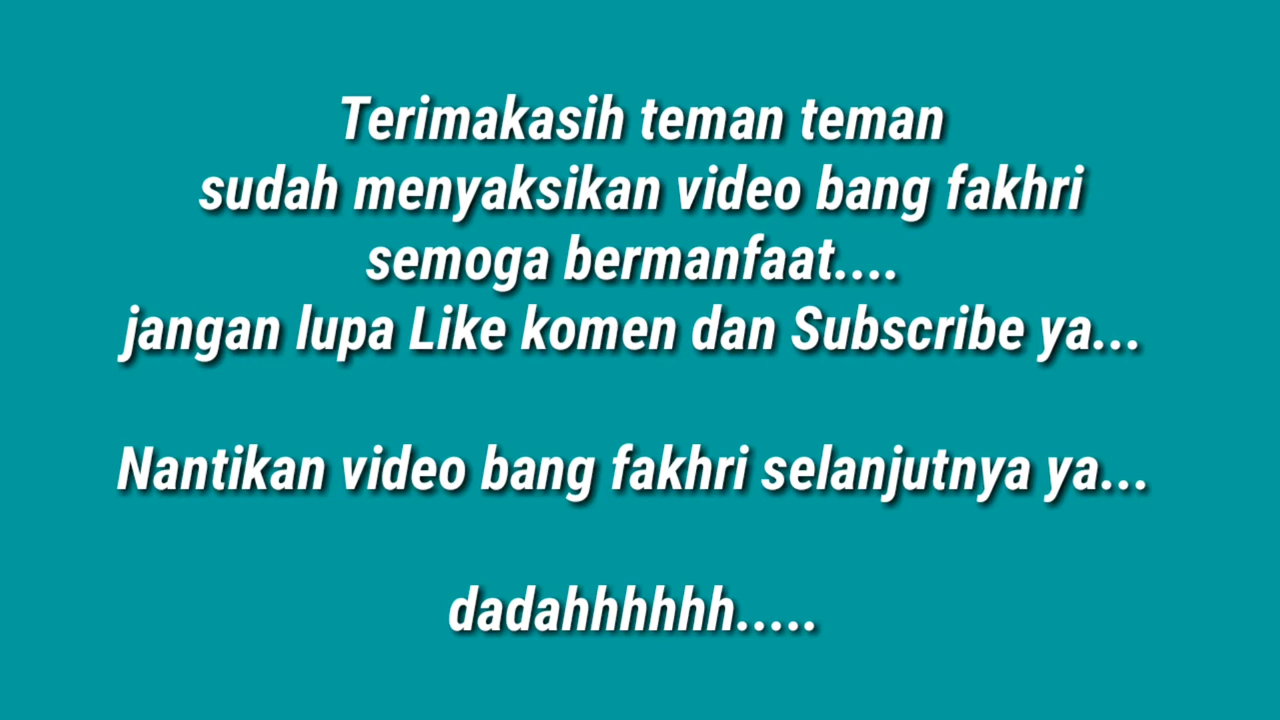 Terimakasih teman teman
sudah menyaksikan video bang fakhri
semoga bermanfaat....
jangan lupa Like komen dan Subscribe ya...
Nantikan video bang fakhri selanjutnya ya...
dadahhhhhh.....